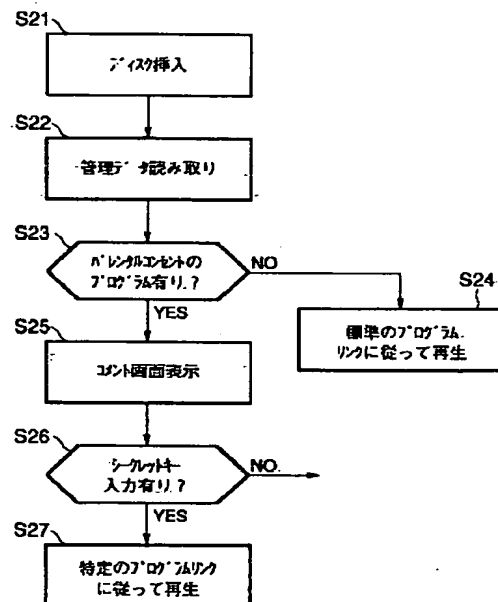 S21
ディスク挿入
S22
管理データ読み取り
S23
パレンタルコンセントの
プログラム有り?
NO
YES
S24
標準のプログラム
リンクに従って再生
S25
コメント画面表示
S26
シークレットキー
入力有り?
NO
YES
S27
特定のプログラムリンク
に従って再生